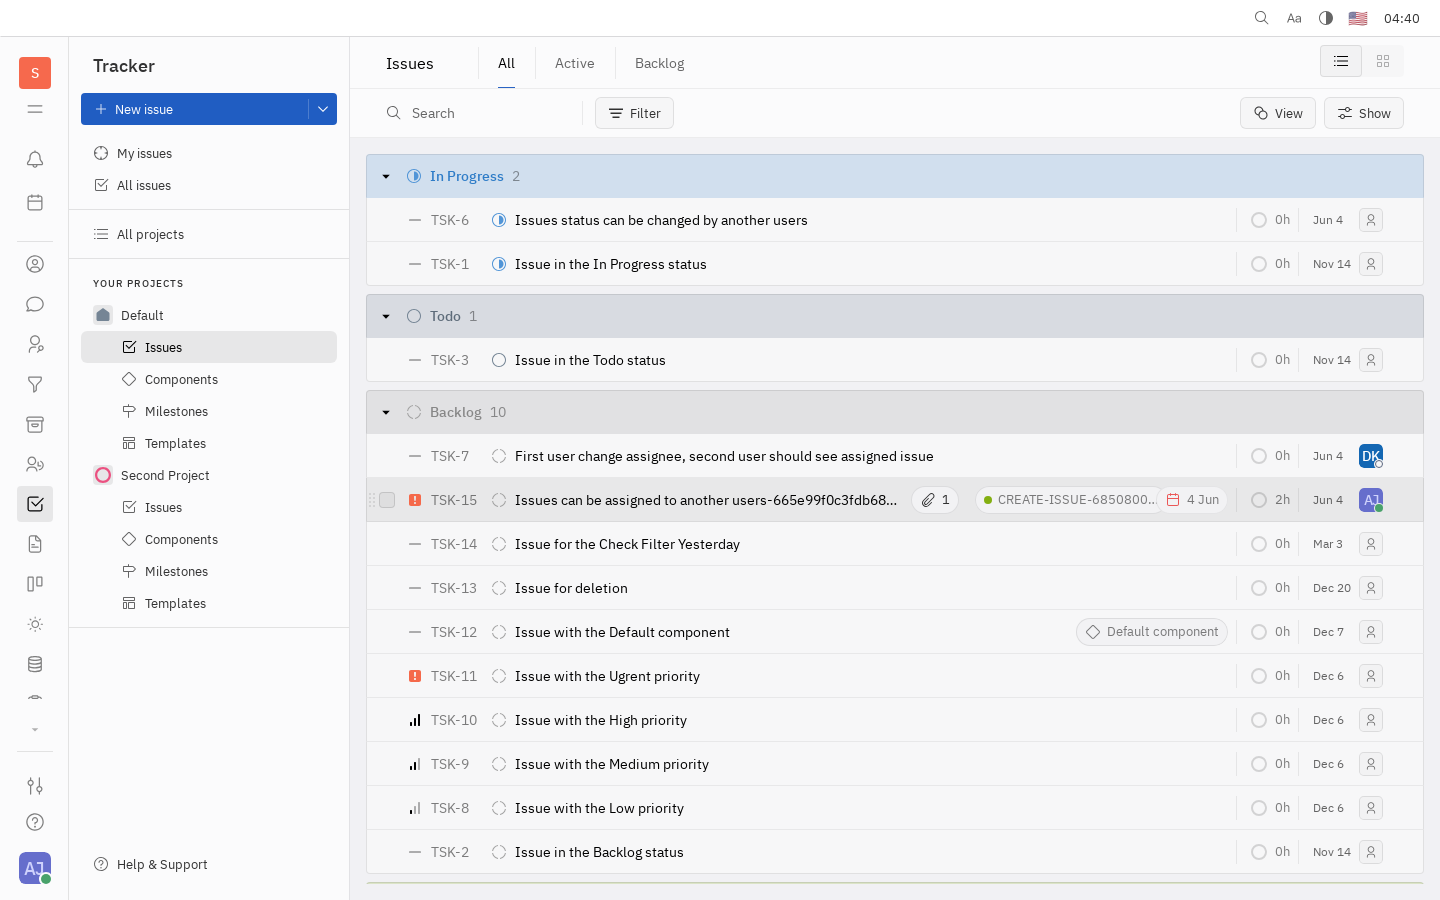 Aa 04:40
S
Tracker
New issue
My issues
All issues
All projects
YOUR PROJECTS
Default
Issues
Components
Milestones
Templates
Second Project
Issues
Components
Milestones
Templates
Help & Support
AJ
Issues All Active Backlog
Search Filter View Show
In Progress 2
TSK-6 Issues status can be changed by another users 0h Jun 4
TSK-1 Issue in the In Progress status 0h Nov 14
Todo 1
TSK-3 Issue in the Todo status 0h Nov 14
Backlog 10
TSK-7 First user change assignee, second user should see assigned issue 0h Jun 4 DK
TSK-15 Issues can be assigned to another users-665e99f0c3fdb68... 1 CREATE-ISSUE-6850800... 4 Jun 2h Jun 4 AJ
TSK-14 Issue for the Check Filter Yesterday 0h Mar 3
TSK-13 Issue for deletion 0h Dec 20
TSK-12 Issue with the Default component Default component 0h Dec 7
TSK-11 Issue with the Ugrent priority 0h Dec 6
TSK-10 Issue with the High priority 0h Dec 6
TSK-9 Issue with the Medium priority 0h Dec 6
TSK-8 Issue with the Low priority 0h Dec 6
TSK-2 Issue in the Backlog status 0h Nov 14